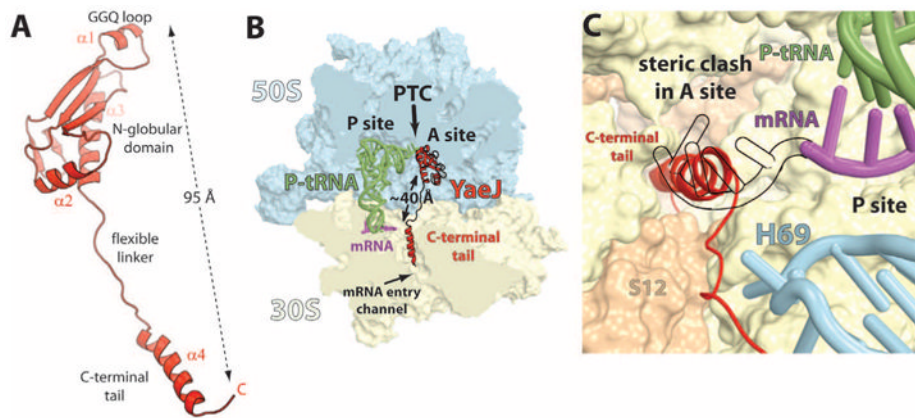 A
GGQ loop
α1
α3
N-globular
domain
α2
95 Å
flexible
linker
α4
C-terminal
tail
C
B
50S
PTC
P site
A site
P-tRNA
YaeJ
~40 Å
mRNA
C-terminal
tail
mRNA entry
channel
30S
C
P-tRNA
steric clash
in A site
mRNA
C-terminal
tail
P site
H69
S12